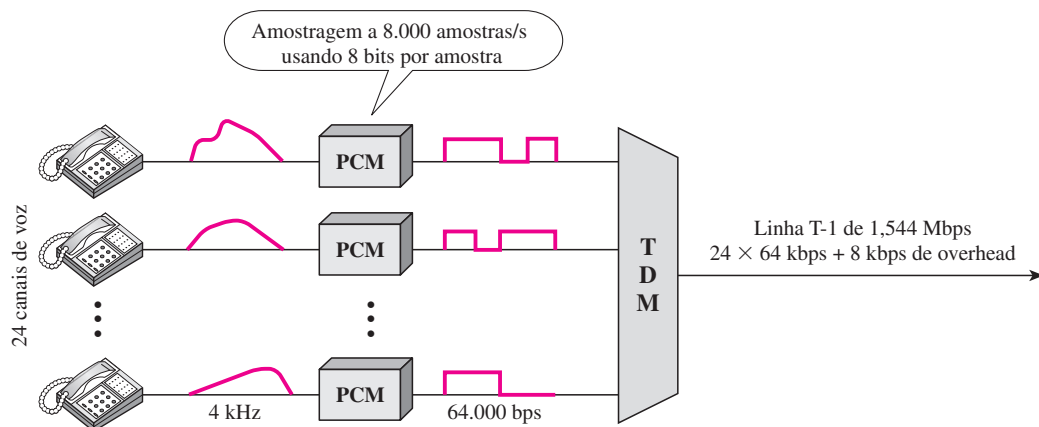 Amostragem a 8.000 amostras/s
usando 8 bits por amostra
24 canais de voz
PCM
PCM
PCM
4 kHz
64.000 bps
T
D
M
Linha T-1 de 1,544 Mbps
24 × 64 kbps + 8 kbps de overhead